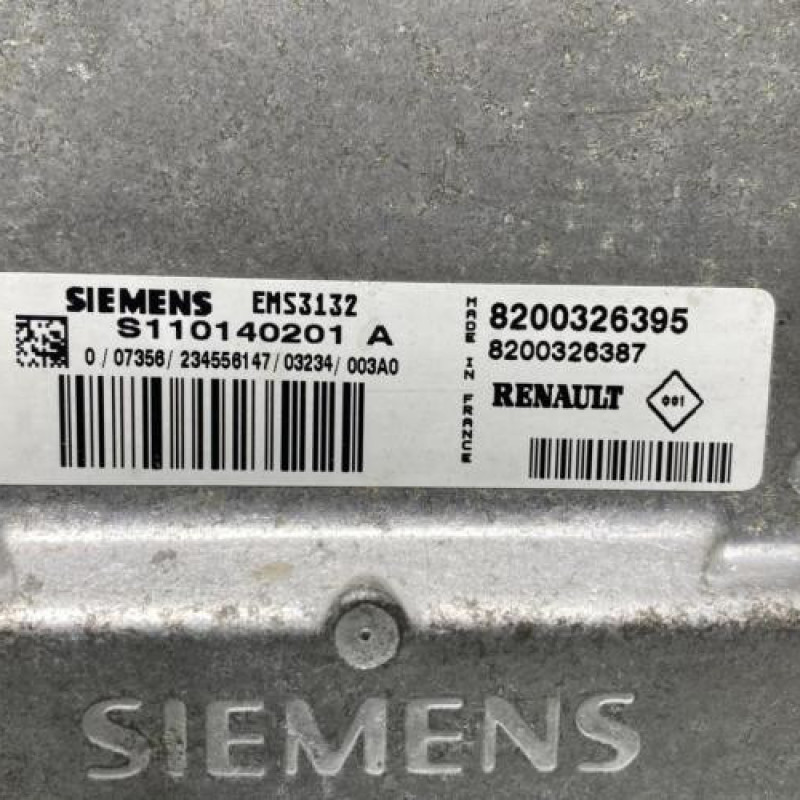 SIEMENS EMS3132
S110140201 A
0 / 07356 / 234556147 / 03234 / 003A0
MADE IN FRANCE
8200326395
8200326387
RENAULT 001
SIEMENS